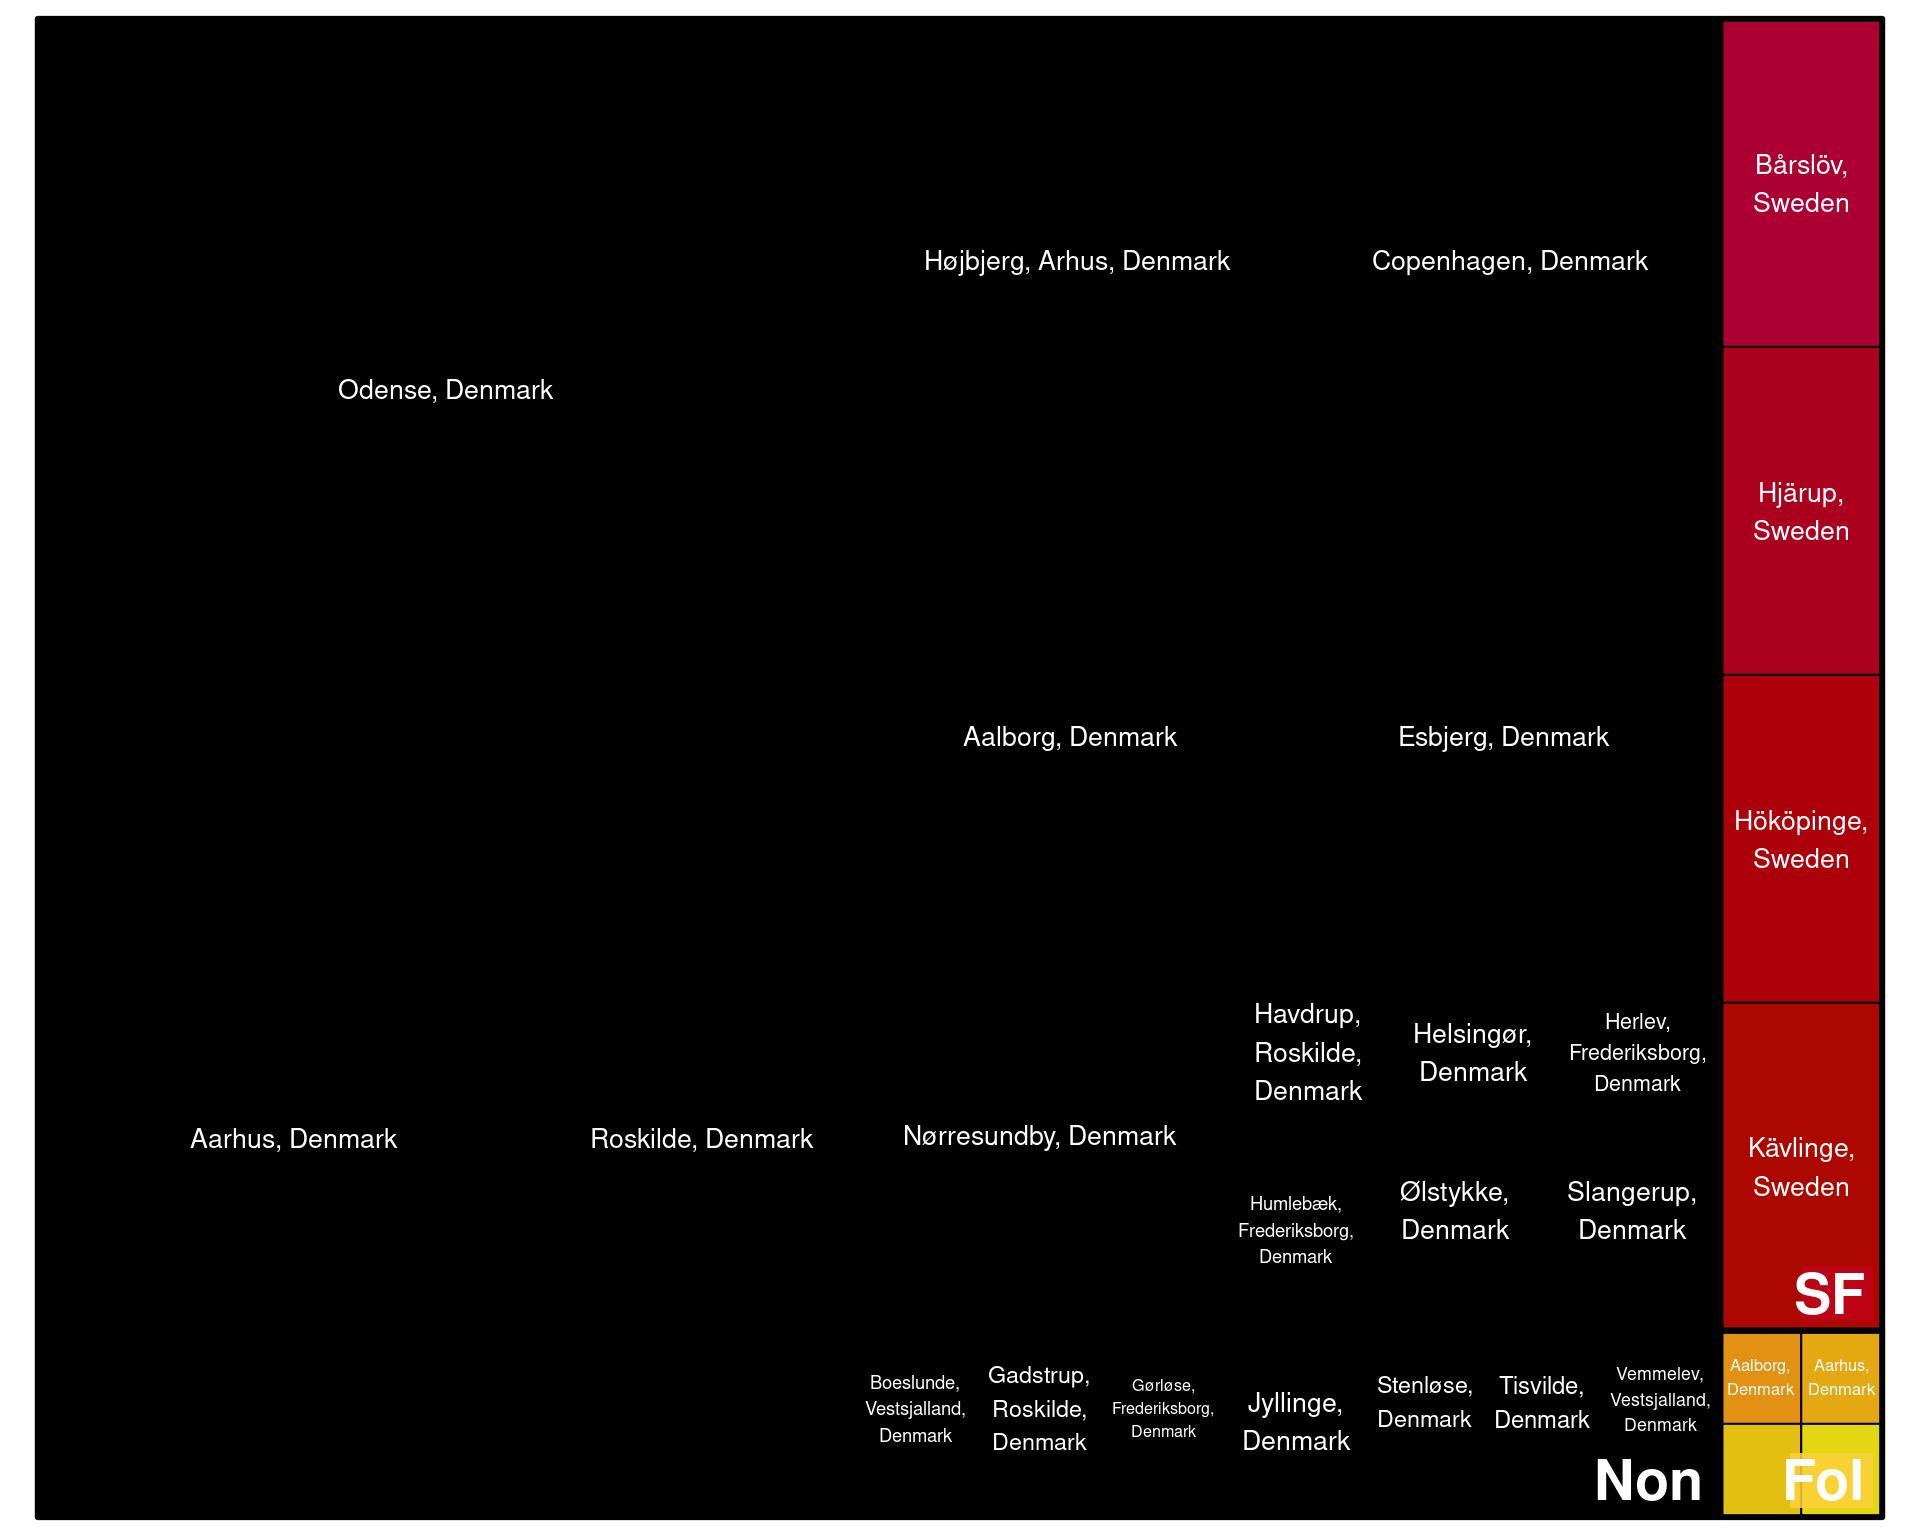 Odense, Denmark
Højbjerg, Arhus, Denmark
Copenhagen, Denmark
Aalborg, Denmark
Esbjerg, Denmark
Aarhus, Denmark
Roskilde, Denmark
Nørresundby, Denmark
Havdrup,
Roskilde,
Denmark
Helsingør,
Denmark
Herlev,
Frederiksborg,
Denmark
Humlebæk,
Frederiksborg,
Denmark
Ølstykke,
Denmark
Slangerup,
Denmark
Boeslunde,
Vestsjalland,
Denmark
Gadstrup,
Roskilde,
Denmark
Gørløse,
Frederiksborg,
Denmark
Jyllinge,
Denmark
Stenløse,
Denmark
Tisvilde,
Denmark
Vemmelev,
Vestsjalland,
Denmark
Non
Bårslöv,
Sweden
Hjärup,
Sweden
Hököpinge,
Sweden
Kävlinge,
Sweden
SF
Aalborg,
Denmark
Aarhus,
Denmark
Fol